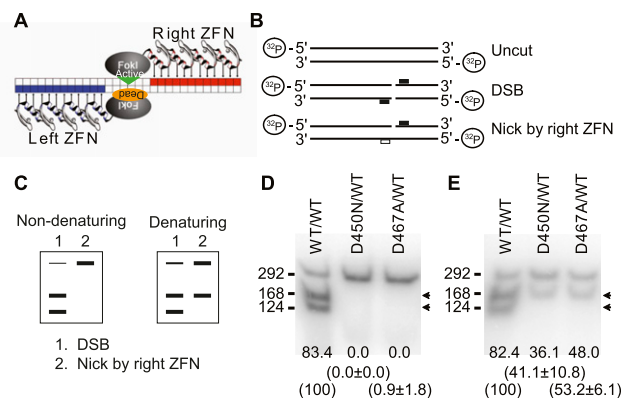 A
Right ZFN
FokI
Active
Dead
FokI
Left ZFN
B
32P -5' 3' Uncut
3' 5'- 32P
32P -5' 3' DSB
3' 5'- 32P
32P -5' 3' Nick by right ZFN
3' 5'- 32P
C
Non-denaturing Denaturing
1 2 1 2
1. DSB
2. Nick by right ZFN
D
WT/WT D450N/WT D467A/WT
292
168
124
83.4 0.0 0.0
(0.0±0.0)
(100) (0.9±1.8)
E
WT/WT D450N/WT D467A/WT
292
168
124
82.4 36.1 48.0
(41.1±10.8)
(100) (53.2±6.1)